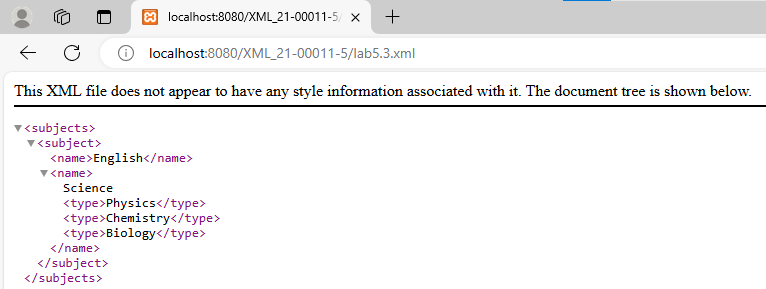 localhost:8080/XML_21-00011-5/
localhost:8080/XML_21-00011-5/lab5.3.xml
This XML file does not appear to have any style information associated with it. The document tree is shown below.
<subjects>
<subject>
<name>English</name>
<name>
Science
<type>Physics</type>
<type>Chemistry</type>
<type>Biology</type>
</name>
</subject>
</subjects>